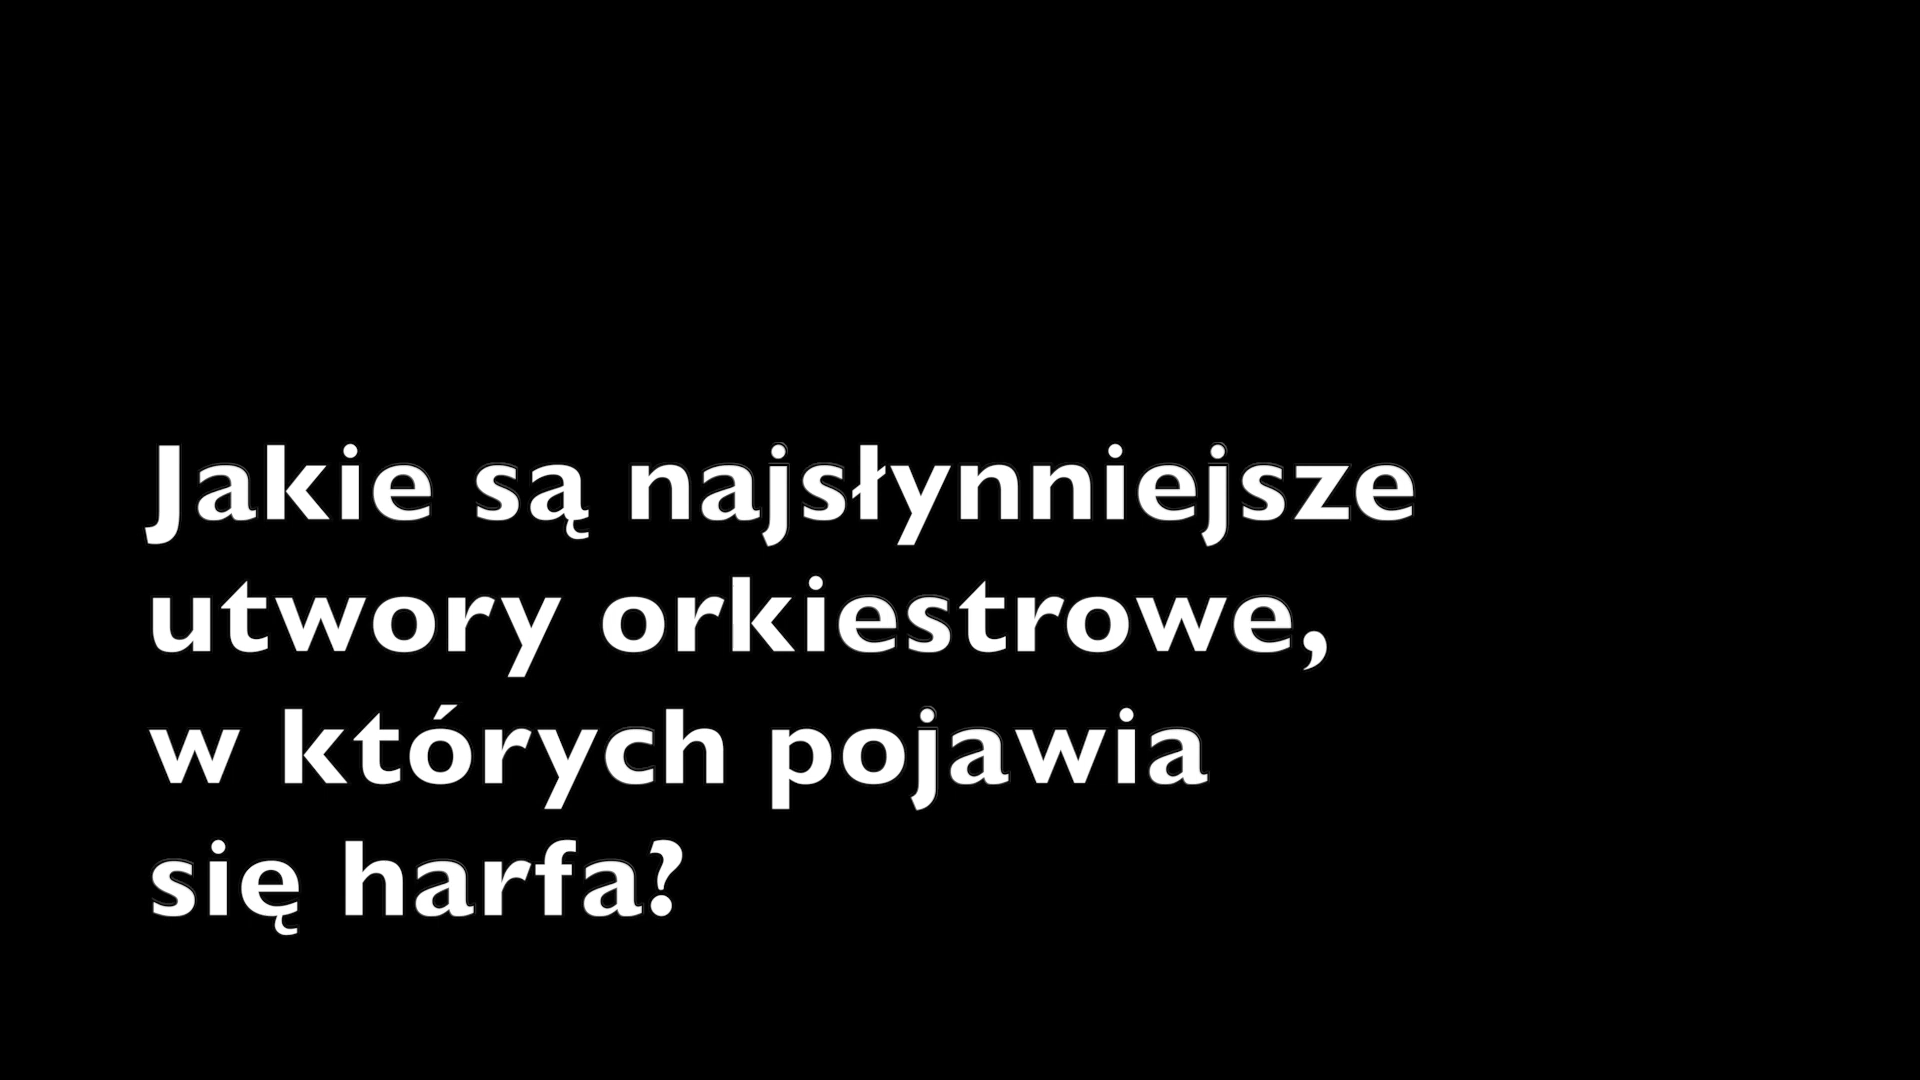 Jakie są najsłynniejsze
utwory orkiestrowe,
w których pojawia
się harfa?